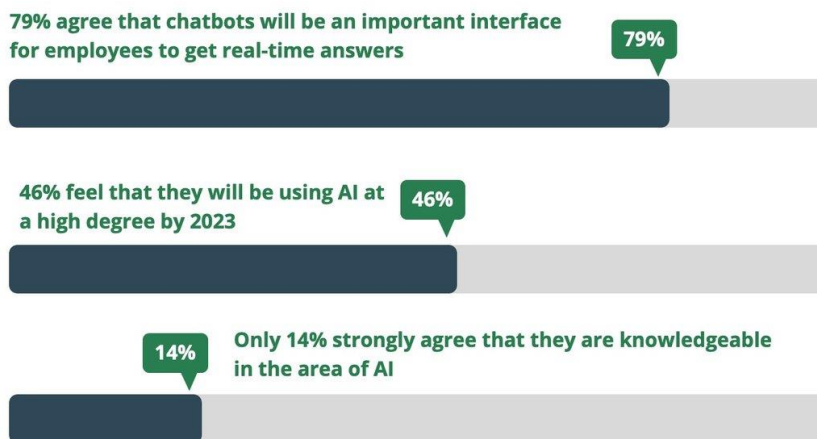 79% agree that chatbots will be an important interface
for employees to get real-time answers
79%
46% feel that they will be using AI at
a high degree by 2023
46%
14%
Only 14% strongly agree that they are knowledgeable
in the area of AI